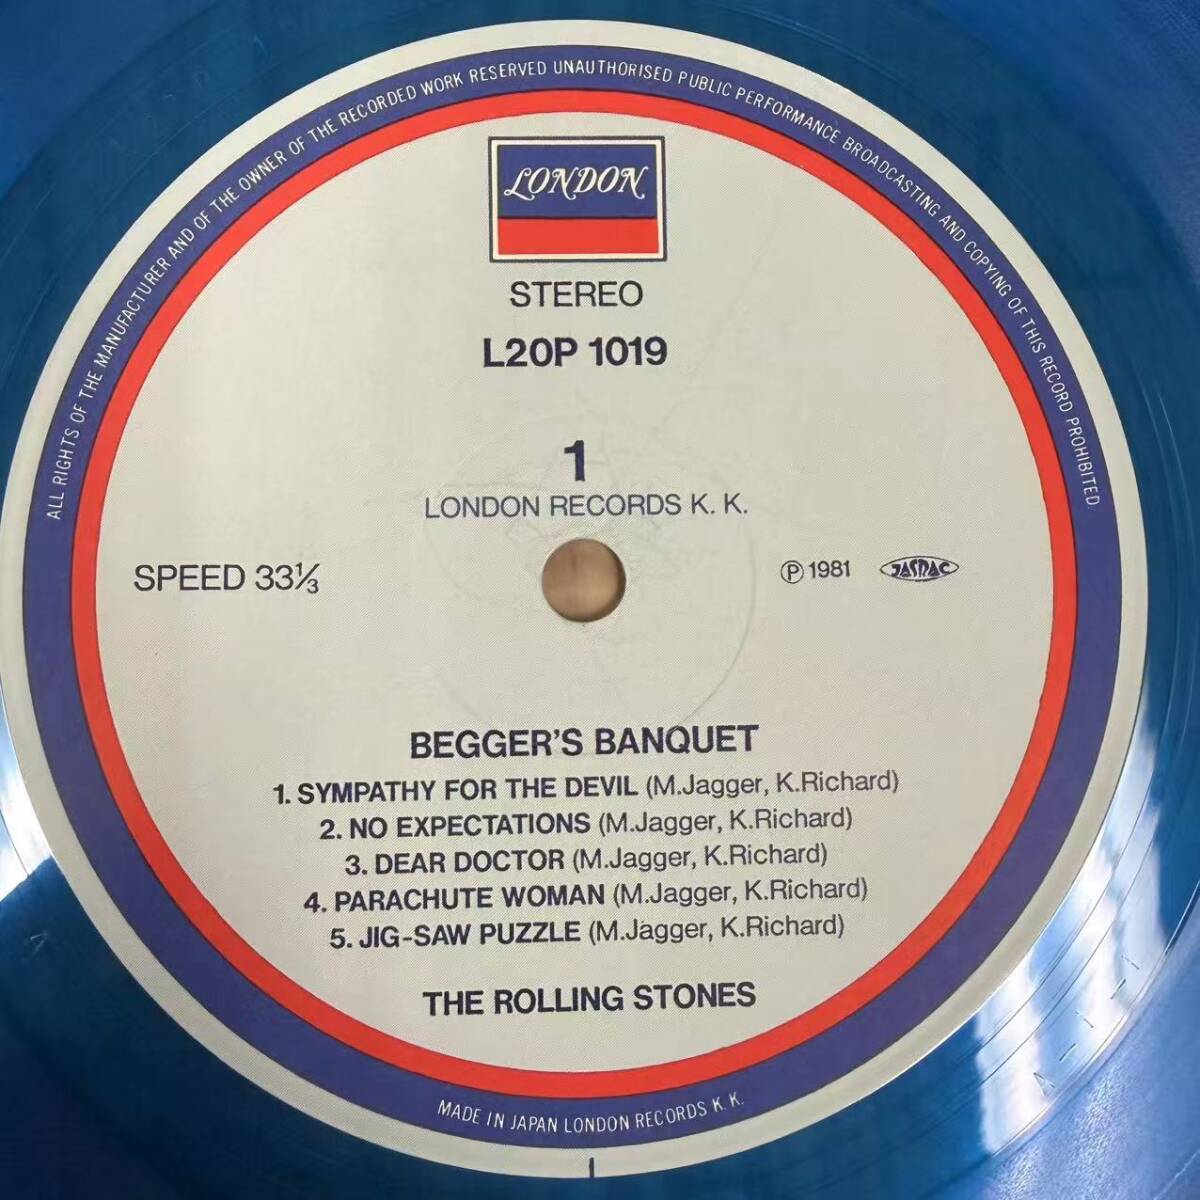 ALL RIGHTS OF THE MANUFACTURER AND OF THE OWNER OF THE RECORDED WORK RESERVED UNAUTHORISED PUBLIC PERFORMANCE BROADCASTING AND COPYING OF THIS RECORD PROHIBITED.
LONDON
STEREO
L20P 1019
1
LONDON RECORDS K. K.
SPEED 33⅓
Ⓟ 1981 JASRAC
BEGGER'S BANQUET
1. SYMPATHY FOR THE DEVIL (M.Jagger, K.Richard)
2. NO EXPECTATIONS (M.Jagger, K.Richard)
3. DEAR DOCTOR (M.Jagger, K.Richard)
4. PARACHUTE WOMAN (M.Jagger, K.Richard)
5. JIG-SAW PUZZLE (M.Jagger, K.Richard)
THE ROLLING STONES
MADE IN JAPAN LONDON RECORDS K. K.